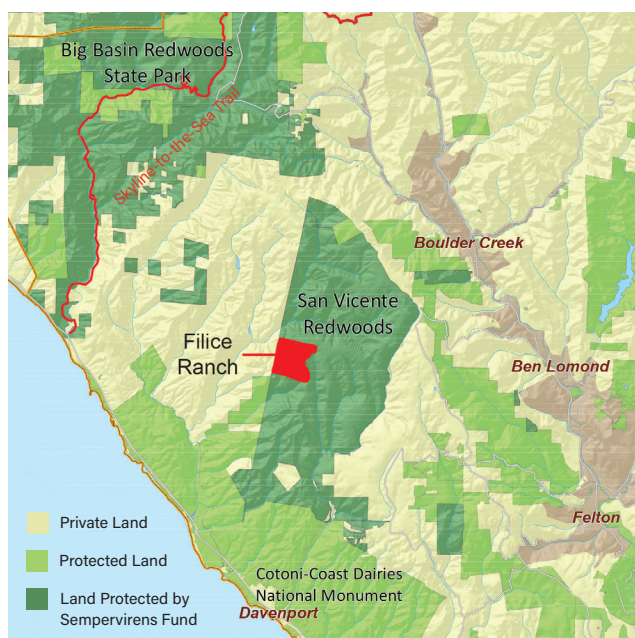 Big Basin Redwoods
State Park
Skyline-to-the-Sea Trail
Boulder Creek
San Vicente
Redwoods
Filice
Ranch
Ben Lomond
Felton
Private Land
Protected Land
Land Protected by
Sempervirens Fund
Cotoni-Coast Dairies
National Monument
Davenport